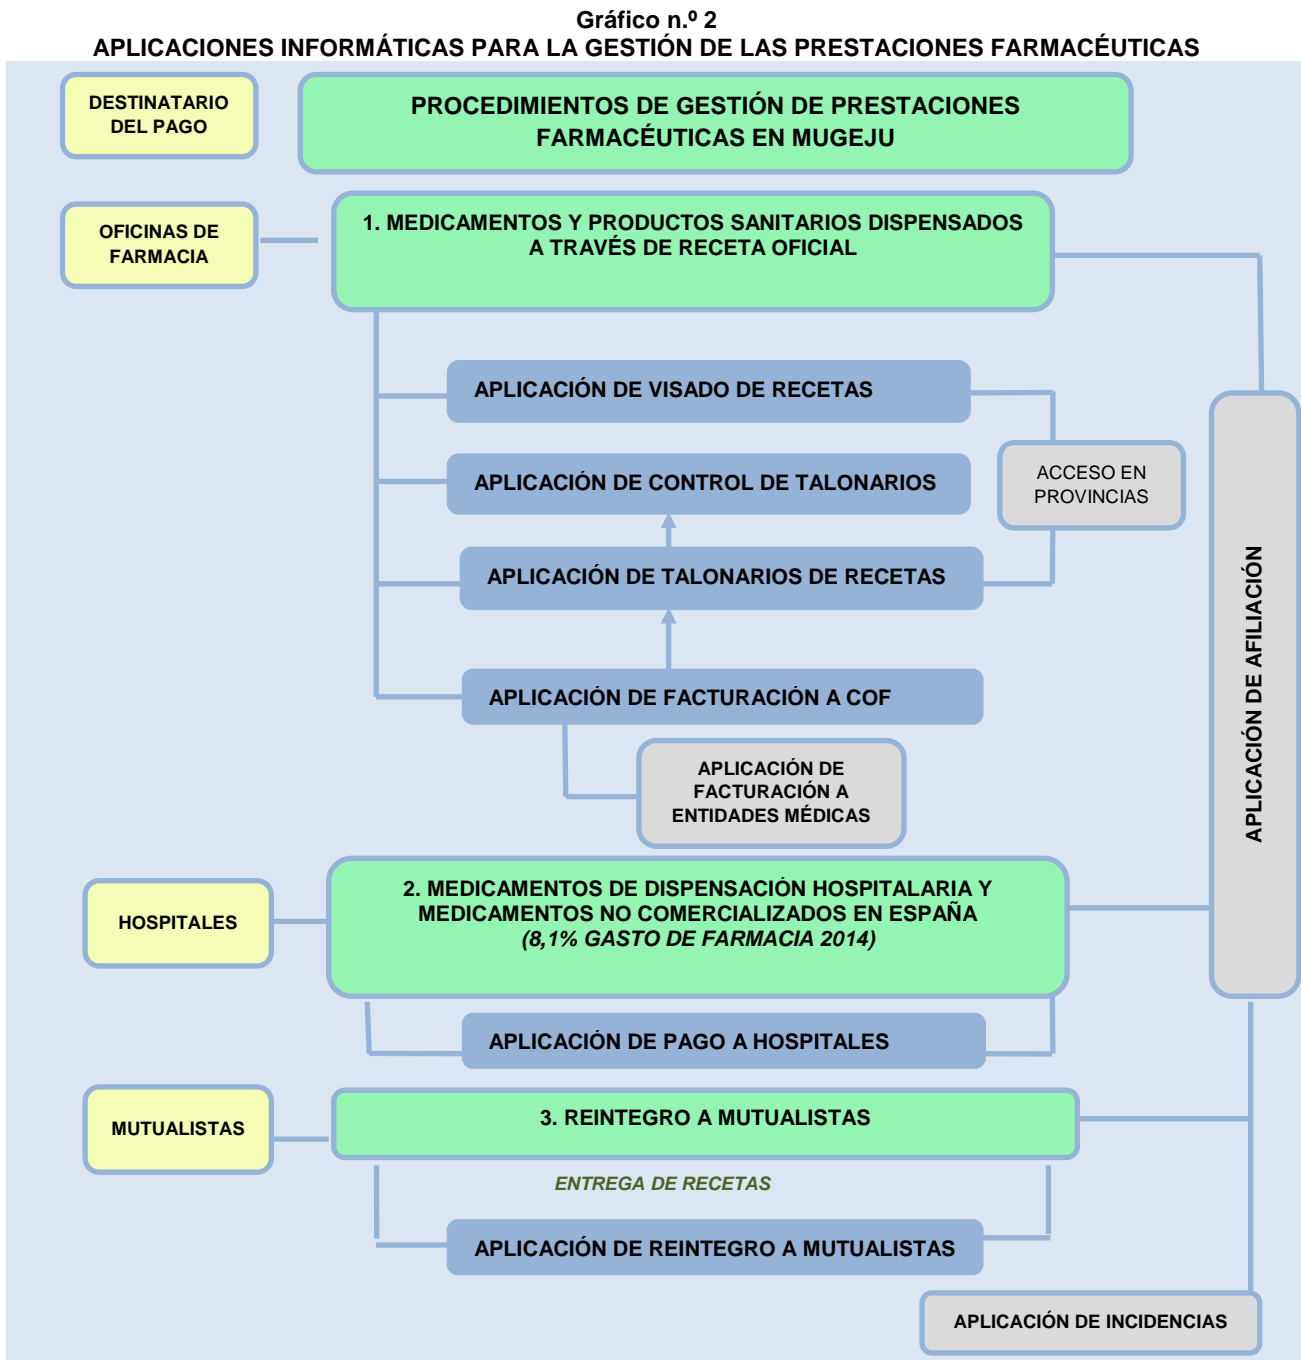 Gráfico n.º 2
APLICACIONES INFORMÁTICAS PARA LA GESTIÓN DE LAS PRESTACIONES FARMACÉUTICAS
DESTINATARIO
DEL PAGO
PROCEDIMIENTOS DE GESTIÓN DE PRESTACIONES
FARMACÉUTICAS EN MUGEJU
OFICINAS DE
FARMACIA
1. MEDICAMENTOS Y PRODUCTOS SANITARIOS DISPENSADOS
A TRAVÉS DE RECETA OFICIAL
APLICACIÓN DE VISADO DE RECETAS
APLICACIÓN DE CONTROL DE TALONARIOS
ACCESO EN
PROVINCIAS
APLICACIÓN DE TALONARIOS DE RECETAS
APLICACIÓN DE FACTURACIÓN A COF
APLICACIÓN DE
FACTURACIÓN A
ENTIDADES MÉDICAS
APLICACIÓN DE AFILIACIÓN
HOSPITALES
2. MEDICAMENTOS DE DISPENSACIÓN HOSPITALARIA Y
MEDICAMENTOS NO COMERCIALIZADOS EN ESPAÑA
(8,1% GASTO DE FARMACIA 2014)
APLICACIÓN DE PAGO A HOSPITALES
MUTUALISTAS
3. REINTEGRO A MUTUALISTAS
ENTREGA DE RECETAS
APLICACIÓN DE REINTEGRO A MUTUALISTAS
APLICACIÓN DE INCIDENCIAS